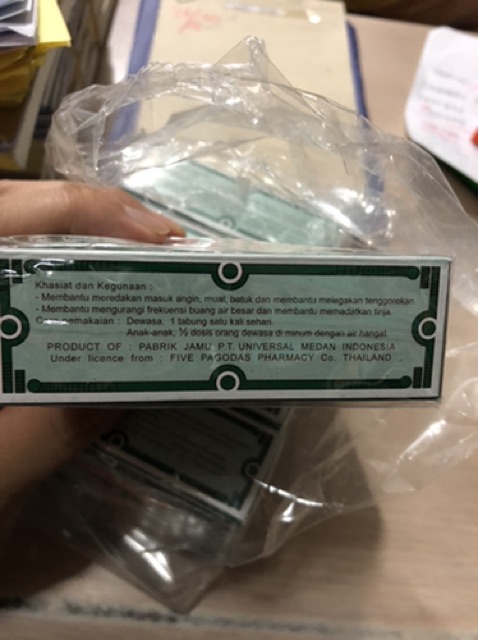 Khasiat dan Kegunaan :
- Membantu meredakan masuk angin, mual, batuk dan membantu melegakan tenggorokan
- Membantu mengurangi frekuensi buang air besar dan membantu memadatkan tinja.
Cara pemakaian : Dewasa, 1 tabung satu kali sehari.
Anak-anak, ½ dosis orang dewasa di minum dengan air hangat.
PRODUCT OF : PABRIK JAMU P.T. UNIVERSAL MEDAN INDONESIA
Under licence from : FIVE PAGODAS PHARMACY Co. THAILAND